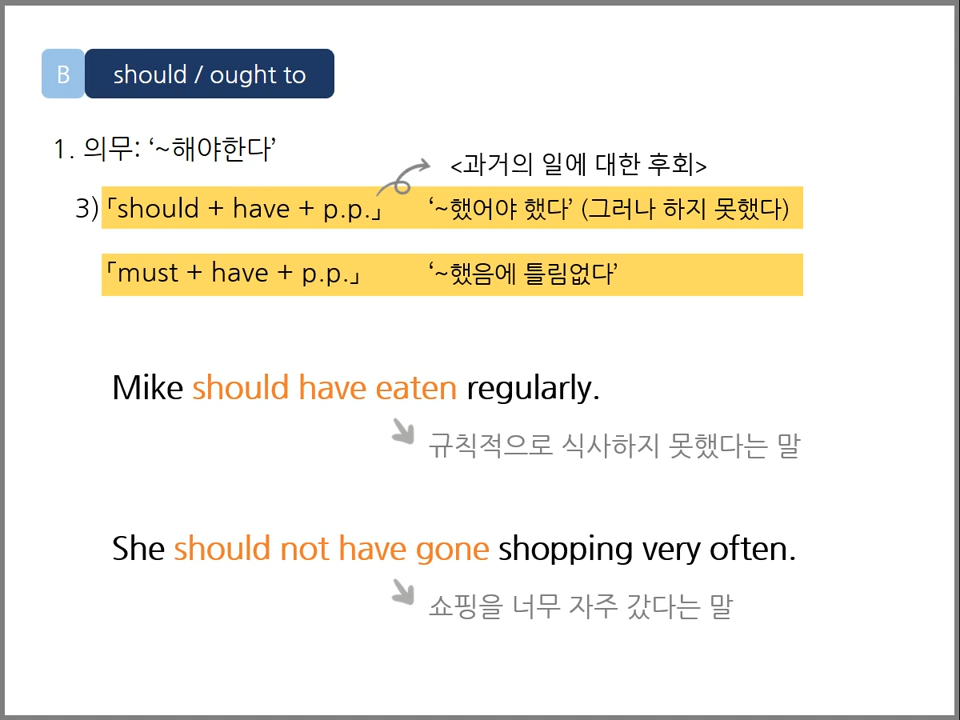 B should / ought to
1. 의무: ‘~해야한다’
<과거의 일에 대한 후회>
3)「should + have + p.p.」 ‘~했어야 했다’ (그러나 하지 못했다)
「must + have + p.p.」 ‘~했음에 틀림없다’
Mike should have eaten regularly.
규칙적으로 식사하지 못했다는 말
She should not have gone shopping very often.
쇼핑을 너무 자주 갔다는 말